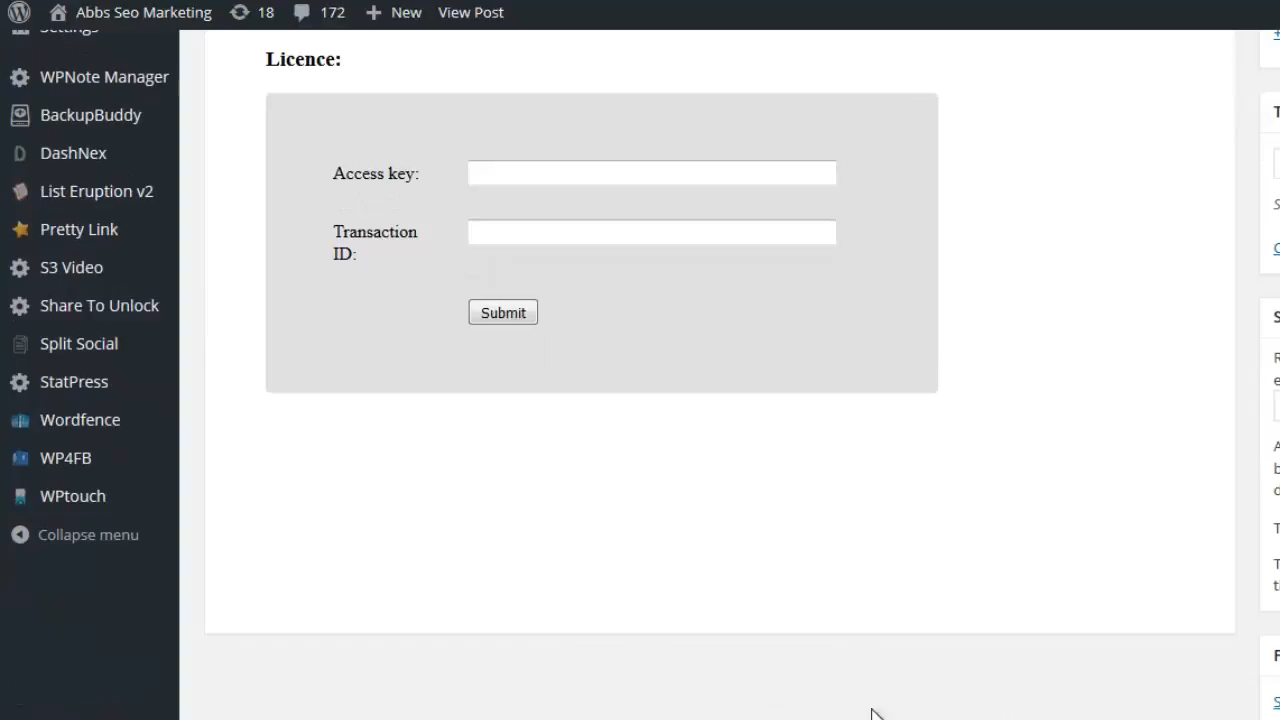 Abbs Seo Marketing 18 172 New View Post
Settings
WPNote Manager
BackupBuddy
DashNex
List Eruption v2
Pretty Link
S3 Video
Share To Unlock
Split Social
StatPress
Wordfence
WP4FB
WPtouch
Collapse menu
Licence:
Access key:
Transaction
ID:
Submit